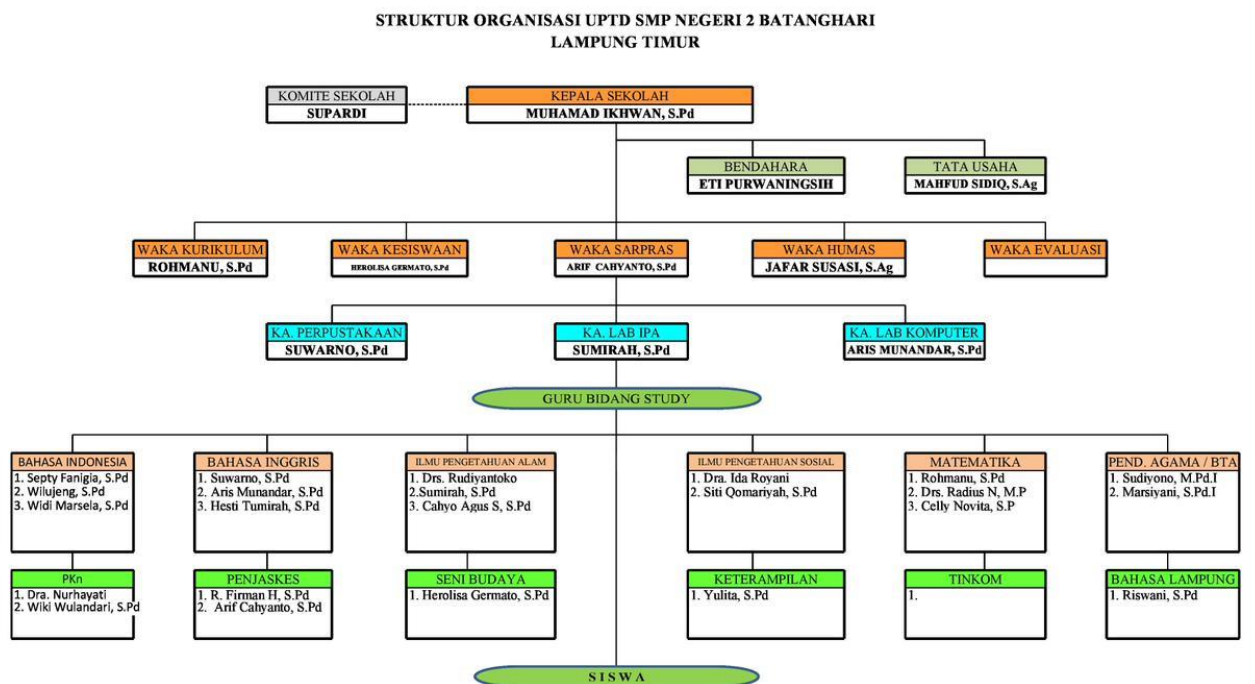 STRUKTUR ORGANISASI UPTD SMP NEGERI 2 BATANGHARI
LAMPUNG TIMUR
KOMITE SEKOLAH
SUPARDI
KEPALA SEKOLAH
MUHAMAD IKHWAN, S.Pd
BENDAHARA
ETI PURWANINGSIH
TATA USAHA
MAHFUD SIDIQ, S.Ag
WAKA KURIKULUM
ROHMANU, S.Pd
WAKA KESISWAAN
HEROLISA GERMATO, S.Pd
WAKA SARPRAS
ARIF CAHYANTO, S.Pd
WAKA HUMAS
JAFAR SUSASI, S.Ag
WAKA EVALUASI
KA. PERPUSTAKAAN
SUWARNO, S.Pd
KA. LAB IPA
SUMIRAH, S.Pd
KA. LAB KOMPUTER
ARIS MUNANDAR, S.Pd
GURU BIDANG STUDY
BAHASA INDONESIA
1. Septy Fanigia, S.Pd
2. Wilujeng, S.Pd
3. Widi Marsela, S.Pd
BAHASA INGGRIS
1. Suwarno, S.Pd
2. Aris Munandar, S.Pd
3. Hesti Tumirah, S.Pd
ILMU PENGETAHUAN ALAM
1. Drs. Rudiyantoko
2.Sumirah, S.Pd
3. Cahyo Agus S, S.Pd
ILMU PENGETAHUAN SOSIAL
1. Dra. Ida Royani
2. Siti Qomariyah, S.Pd
MATEMATIKA
1. Rohmanu, S.Pd
2. Drs. Radius N, M.P
3. Celly Novita, S.P
PEND. AGAMA / BTA
1. Sudiyono, M.Pd.I
2. Marsiyani, S.Pd.I
PKn
1. Dra. Nurhayati
2. Wiki Wulandari, S.Pd
PENJASKES
1. R. Firman H, S.Pd
2. Arif Cahyanto, S.Pd
SENI BUDAYA
1. Herolisa Germato, S.Pd
KETERAMPILAN
1. Yulita, S.Pd
TINKOM
1.
BAHASA LAMPUNG
1. Riswani, S.Pd
S I S W A